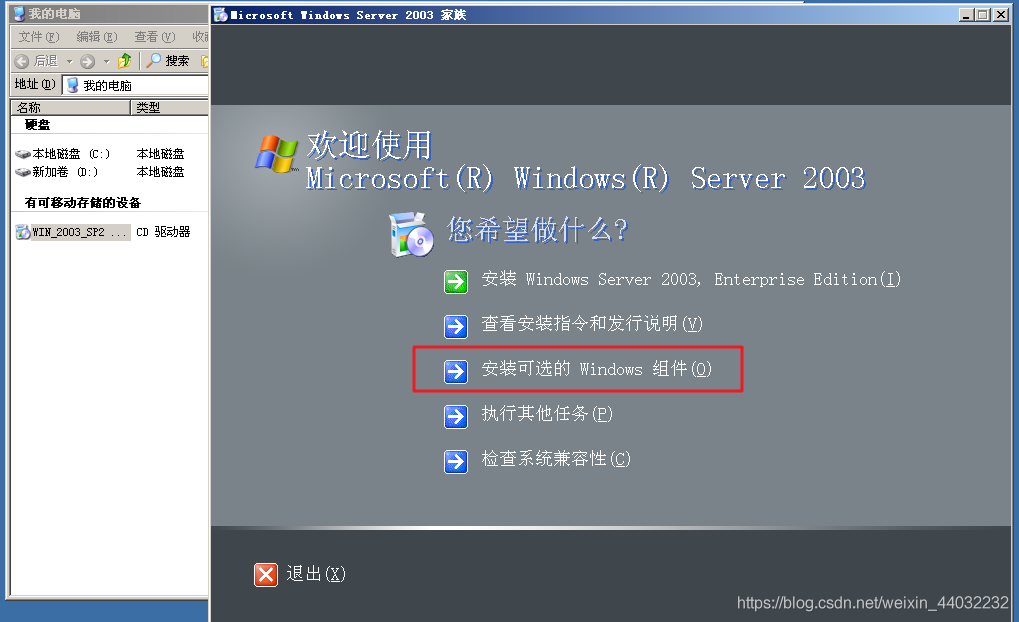 我的电脑
文件(F) 编辑(E) 查看(V) 收
后退 搜索
地址(D) 我的电脑
名称 类型
硬盘
本地磁盘 (C:) 本地磁盘
新加卷 (D:) 本地磁盘
有可移动存储的设备
WIN_2003_SP2 ... CD 驱动器
Microsoft Windows Server 2003 家族
欢迎使用
Microsoft(R) Windows(R) Server 2003
您希望做什么?
安装 Windows Server 2003, Enterprise Edition(I)
查看安装指令和发行说明(V)
安装可选的 Windows 组件(O)
执行其他任务(P)
检查系统兼容性(C)
退出(X)
https://blog.csdn.net/weixin_44032232